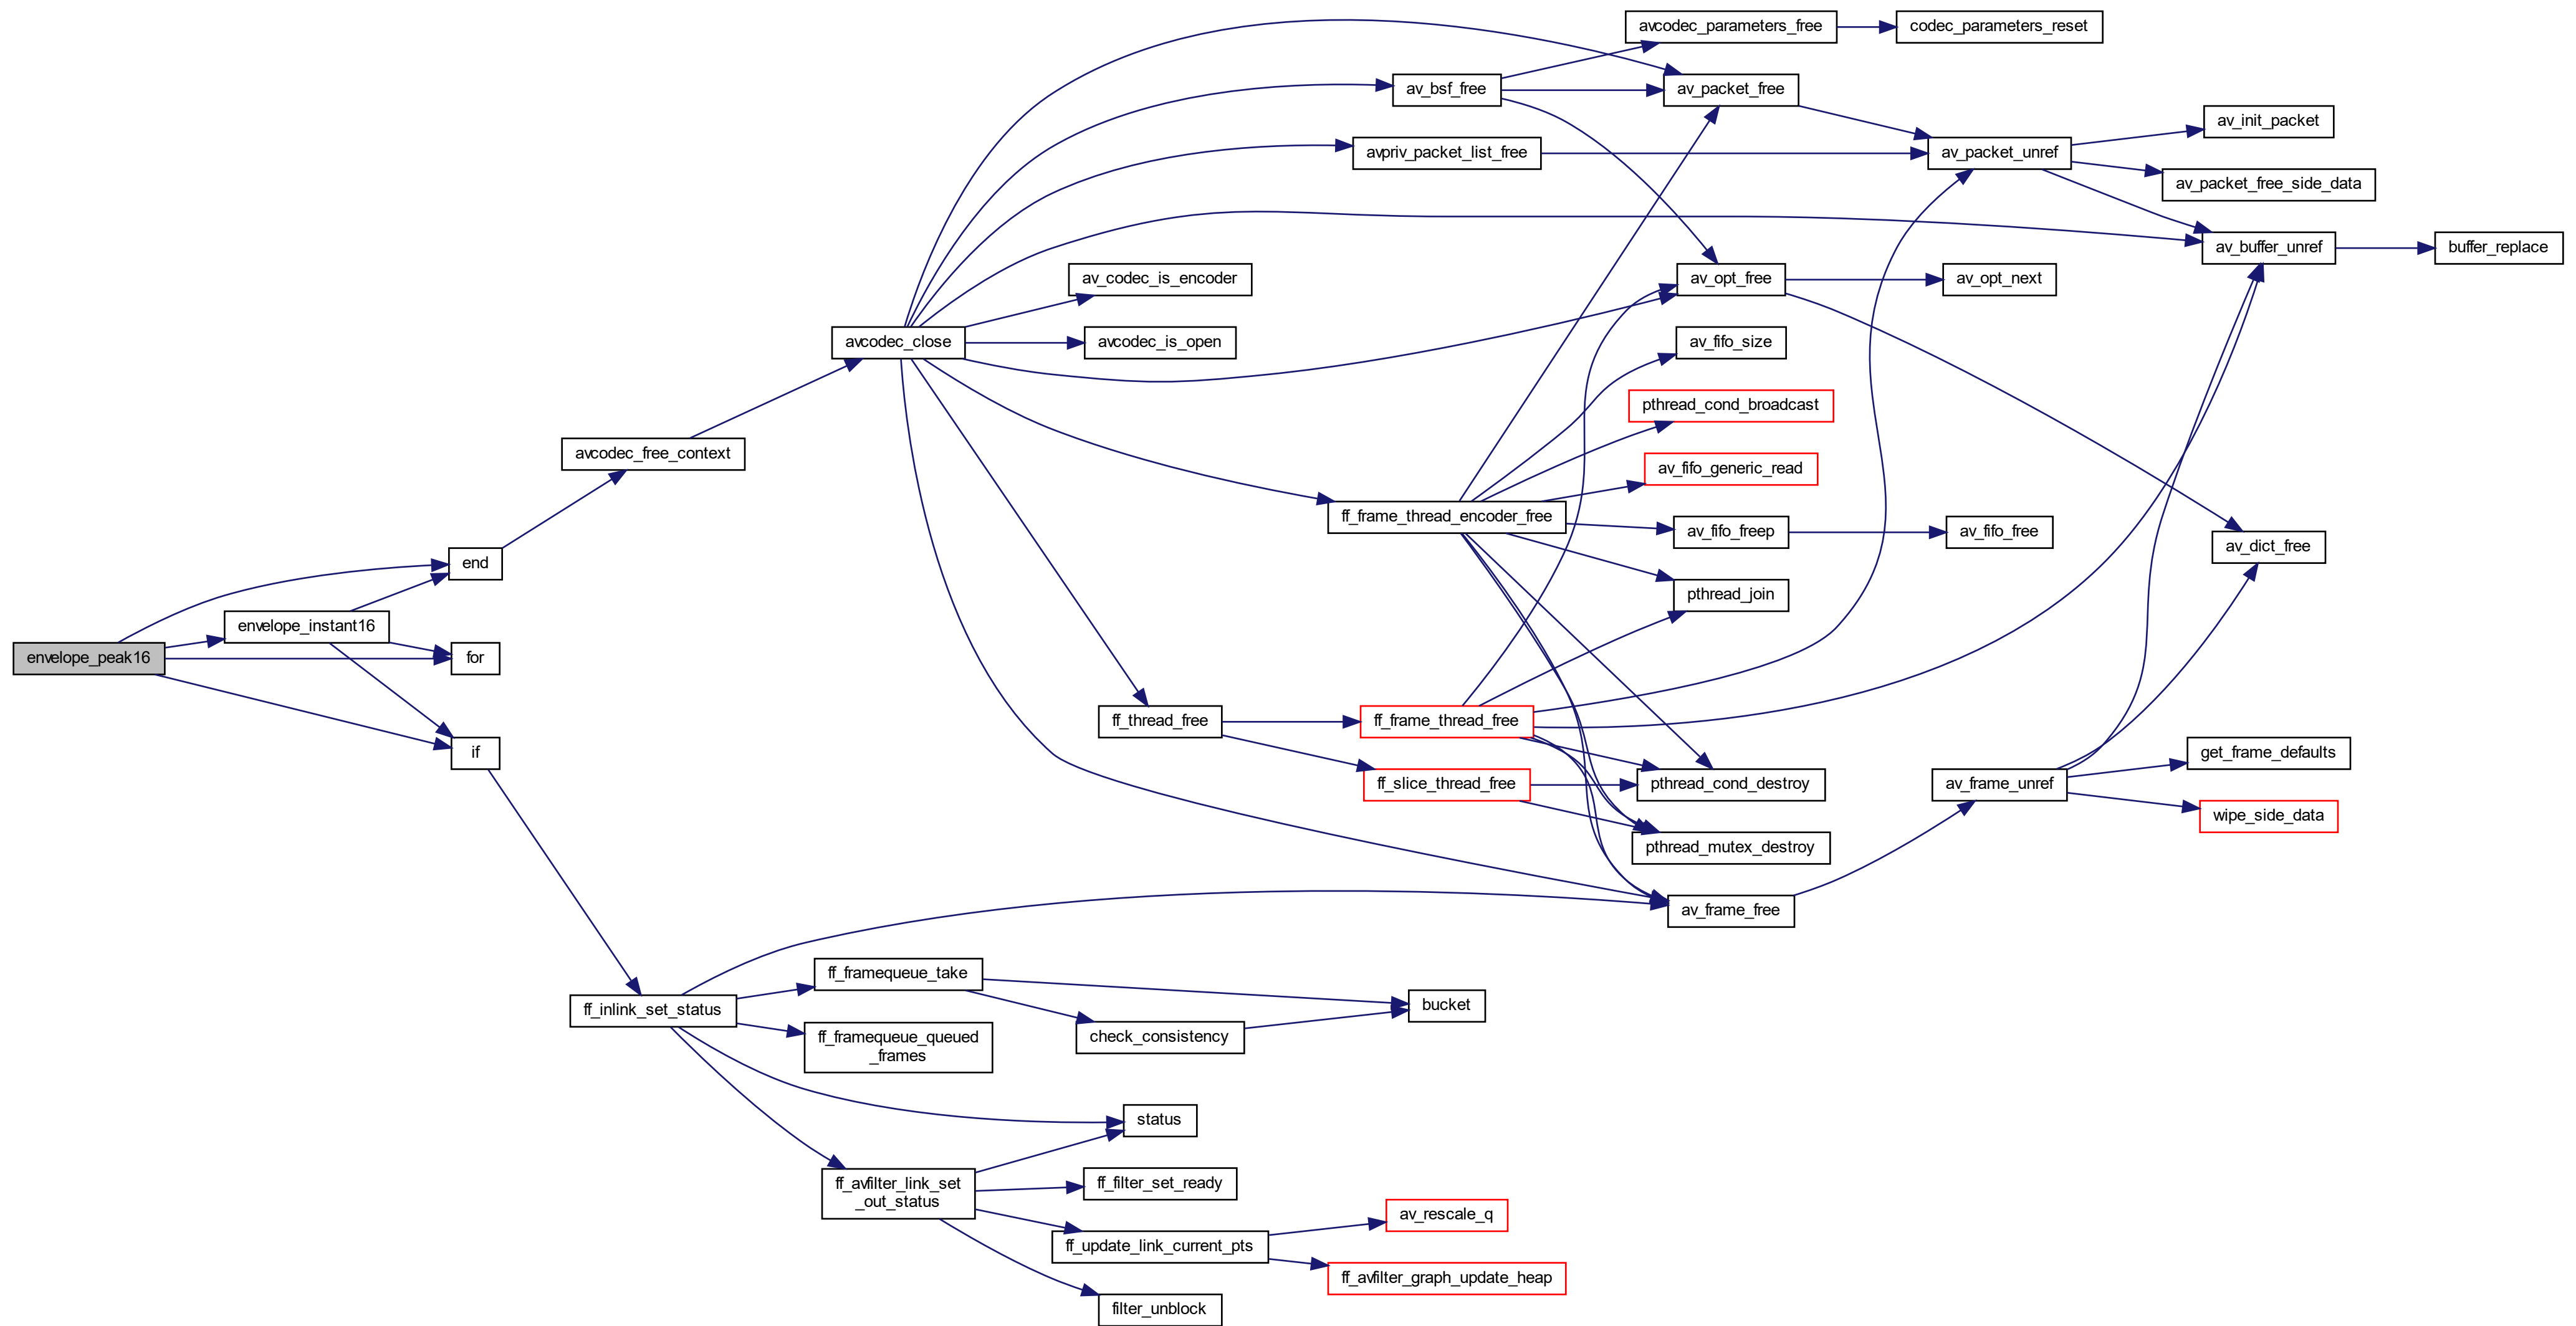 avcodec_parameters_free
codec_parameters_reset
av_bsf_free
av_packet_free
av_init_packet
avpriv_packet_list_free
av_packet_unref
av_packet_free_side_data
av_buffer_unref
buffer_replace
av_codec_is_encoder
av_opt_free
av_opt_next
avcodec_close
avcodec_is_open
av_fifo_size
pthread_cond_broadcast
avcodec_free_context
av_fifo_generic_read
ff_frame_thread_encoder_free
av_fifo_freep
av_fifo_free
av_dict_free
end
pthread_join
envelope_instant16
envelope_peak16
for
ff_thread_free
ff_frame_thread_free
if
get_frame_defaults
ff_slice_thread_free
pthread_cond_destroy
av_frame_unref
wipe_side_data
pthread_mutex_destroy
av_frame_free
ff_framequeue_take
ff_inlink_set_status
bucket
check_consistency
ff_framequeue_queued
_frames
status
ff_avfilter_link_set
_out_status
ff_filter_set_ready
av_rescale_q
ff_update_link_current_pts
ff_avfilter_graph_update_heap
filter_unblock